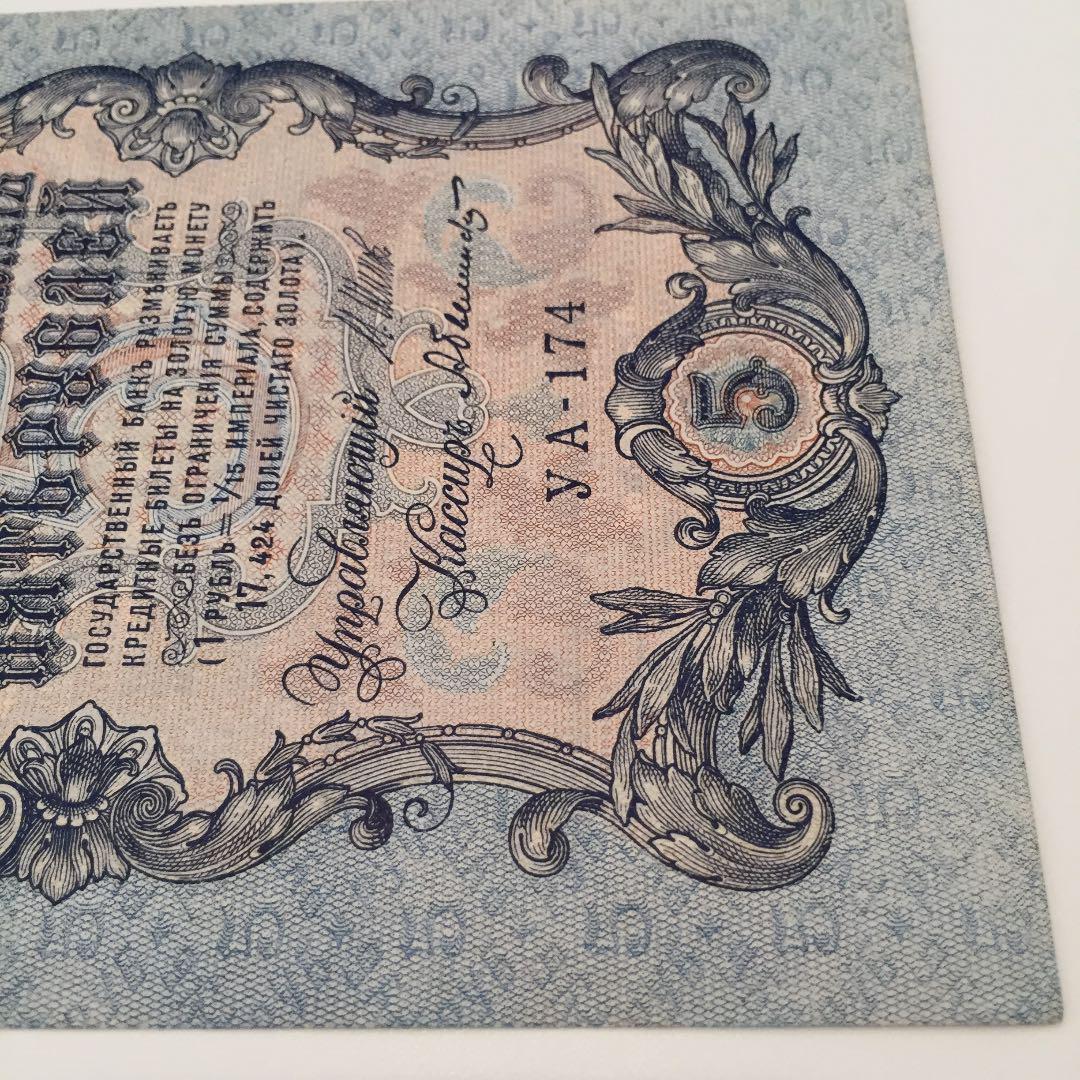 ПЯТЬ РУБЛЕЙ
ГОСУДАРСТВЕННЫЙ БАНКЪ РАЗМѢНИВАЕТЪ
КРЕДИТНЫЕ БИЛЕТЫ НА ЗОЛОТУЮ МОНЕТУ
БЕЗЪ ОГРАНИЧЕНІЯ СУММЫ
(1 РУБЛЬ = 1/15 ИМПЕРІАЛА, СОДЕРЖИТЪ
17,424 ДОЛЕЙ ЧИСТАГО ЗОЛОТА).
Управляющій
Кассиръ
УА-174
5